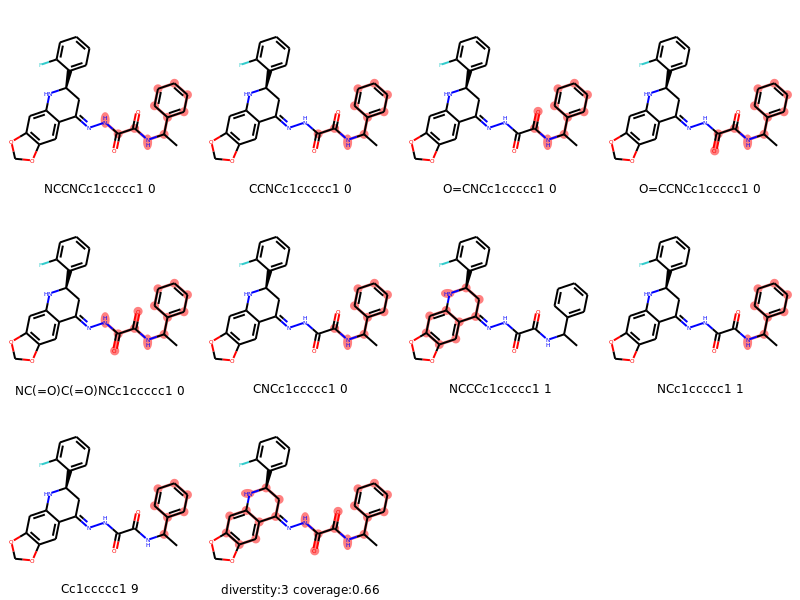 NCCNCc1ccccc1 0
CCNCc1ccccc1 0
O=CNCc1ccccc1 0
O=CCNCc1ccccc1 0
NC(=O)C(=O)NCc1ccccc1 0
CNCc1ccccc1 0
NCCCc1ccccc1 1
NCc1ccccc1 1
Cc1ccccc1 9
diverstity:3 coverage:0.66